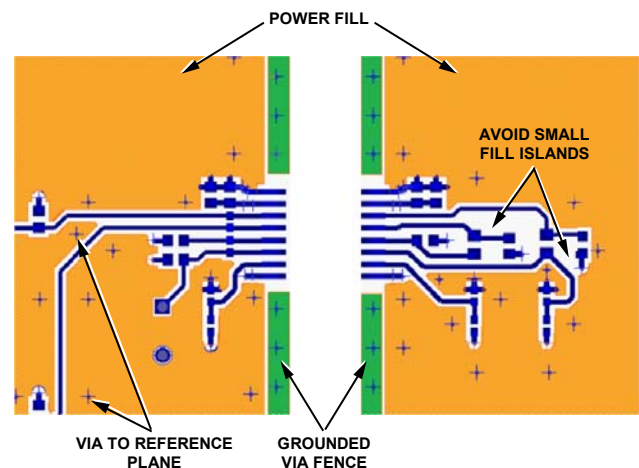 POWER FILL
AVOID SMALL
FILL ISLANDS
VIA TO REFERENCE
PLANE
GROUNDED
VIA FENCE